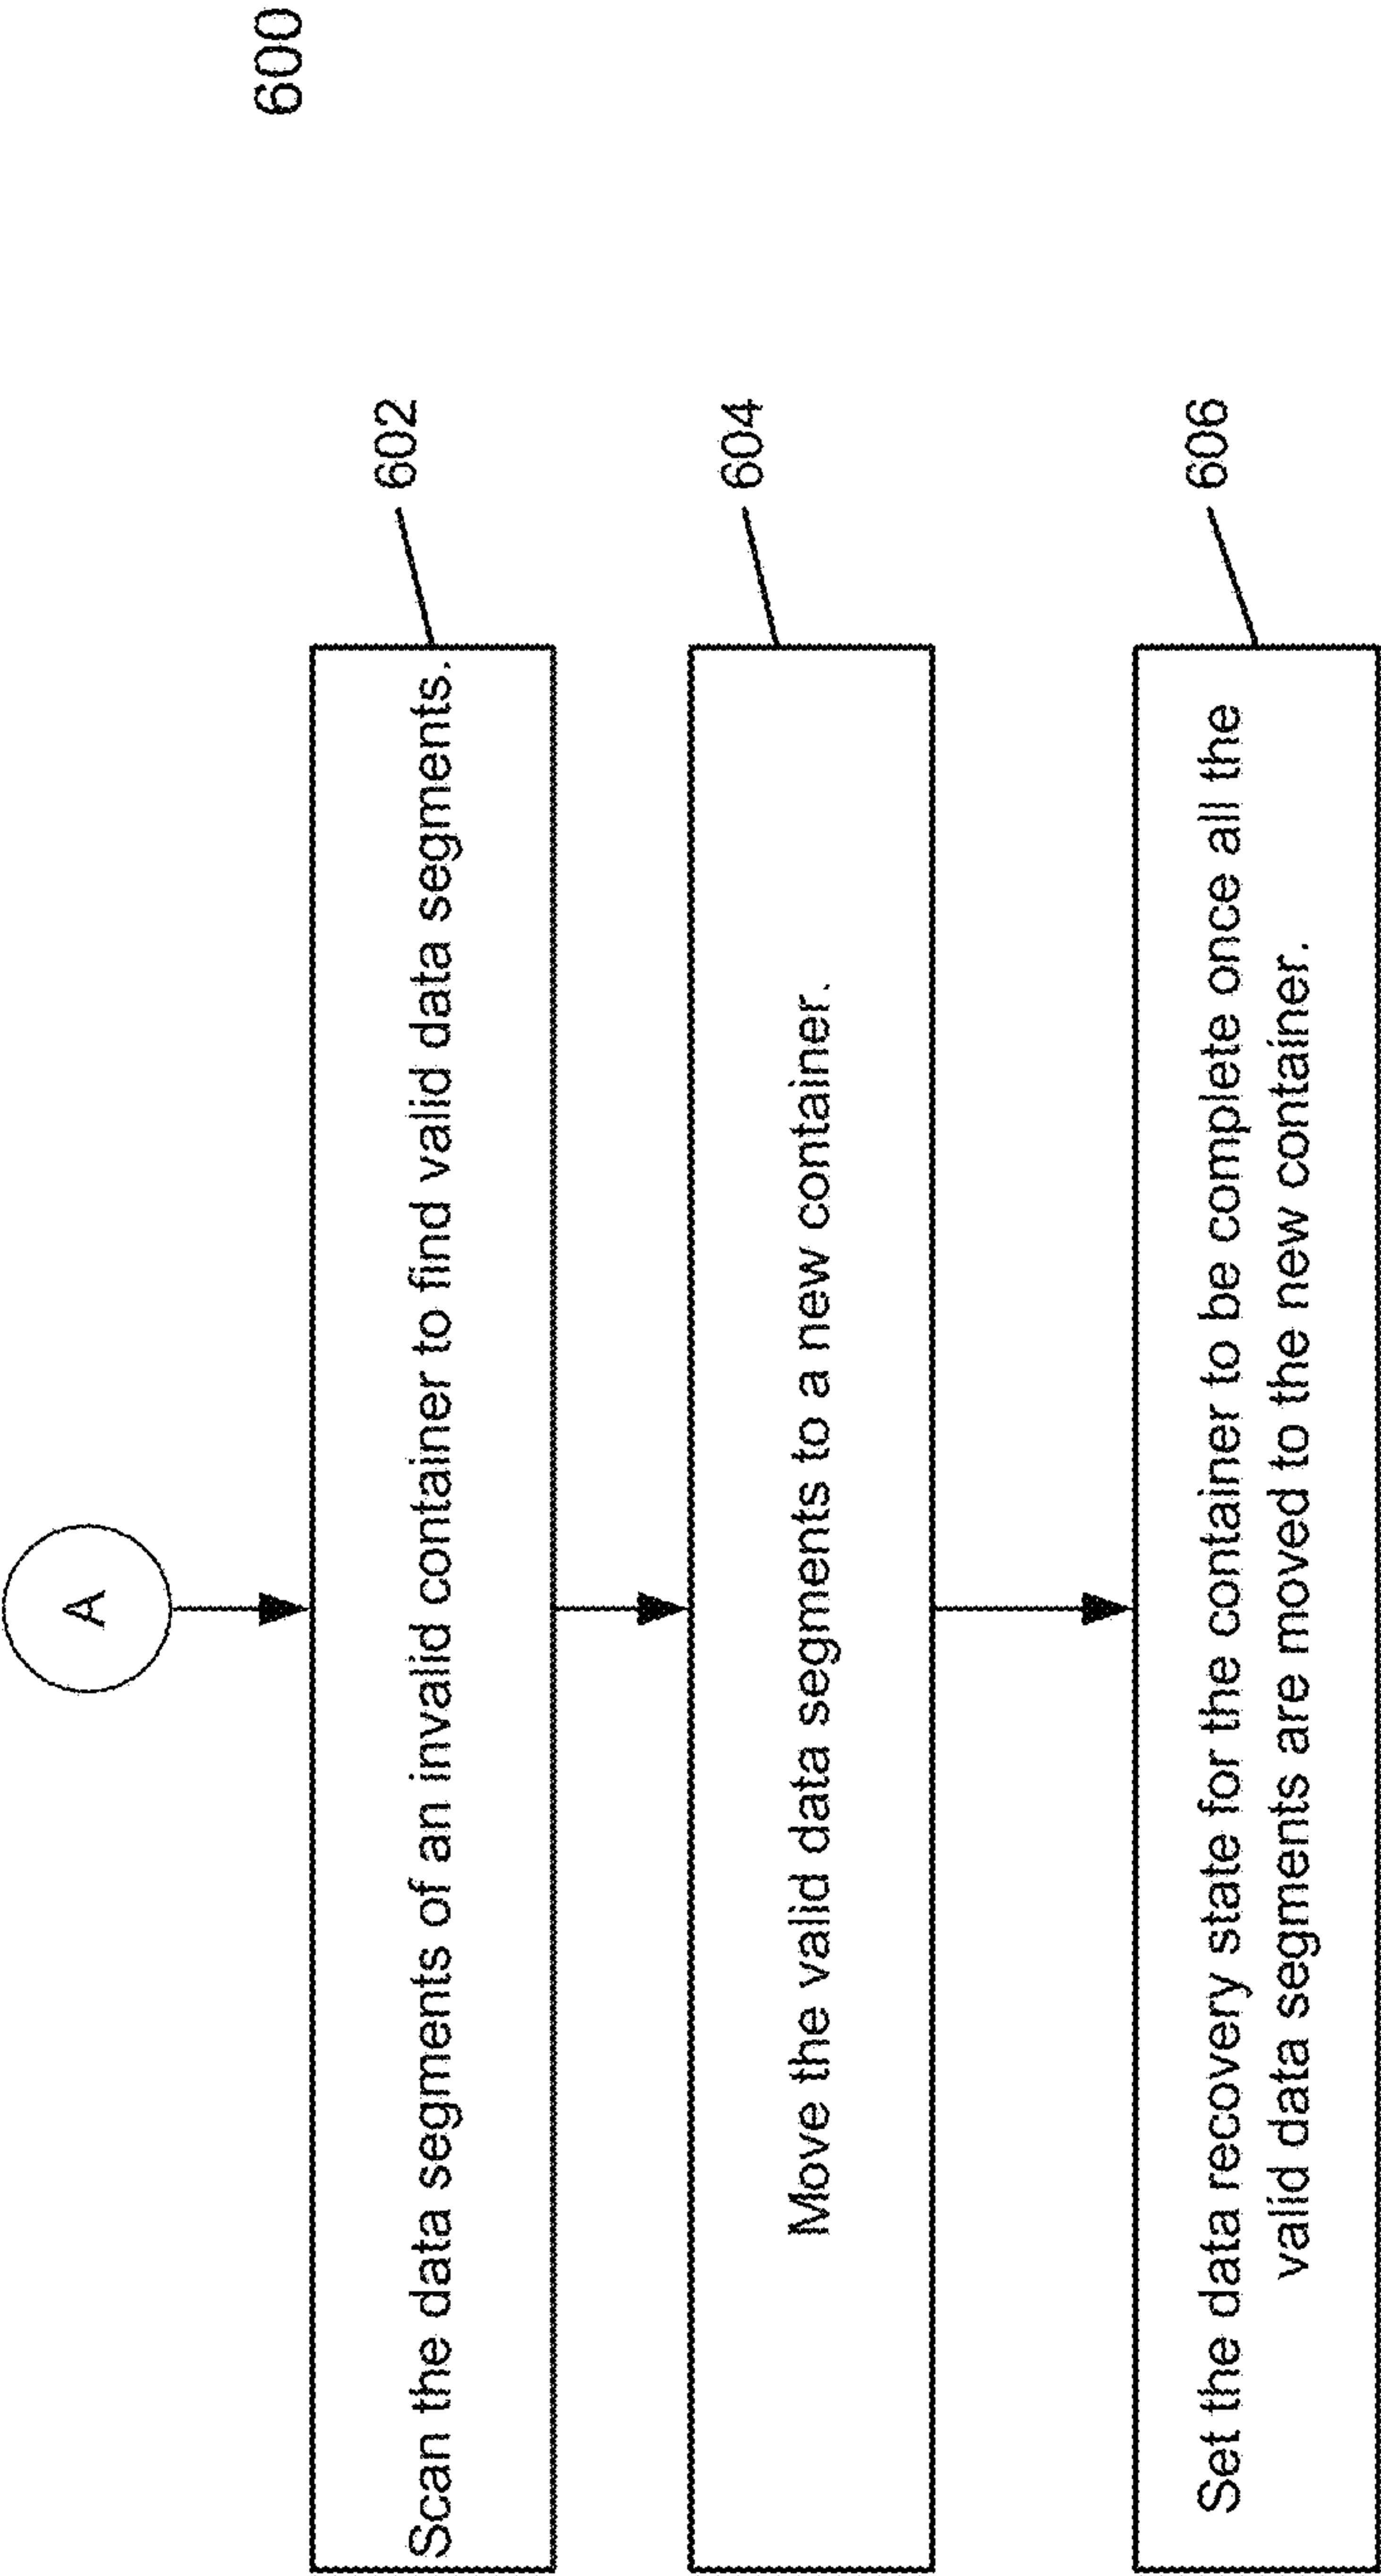 600
A
Scan the data segments of an invalid container to find valid data segments.
602
Move the valid data segments to a new container.
604
Set the data recovery state for the container to be complete once all the
valid data segments are moved to the new container.
606